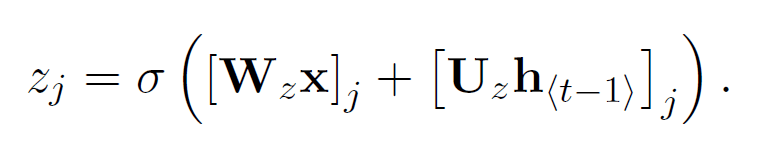 z_j = σ ([W_z x]_j + [U_z h_⟨t−1⟩]_j).